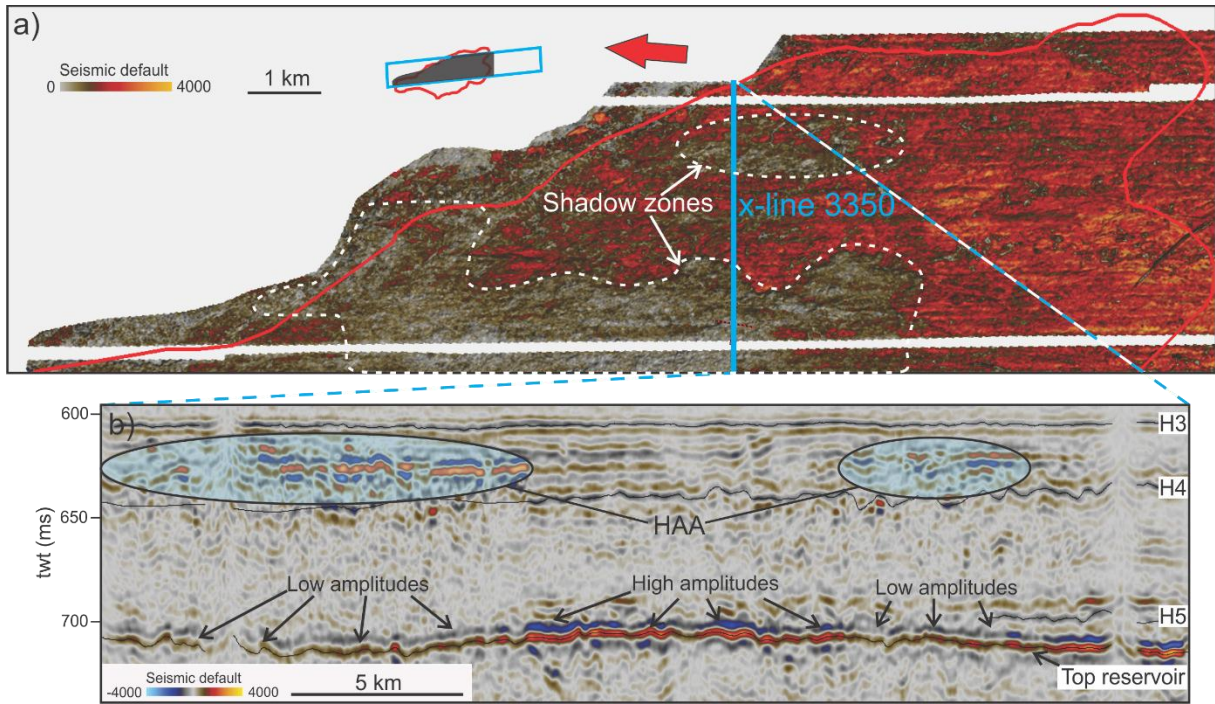 a)
Seismic default
0 4000
1 km
Shadow zones
x-line 3350
b)
600
H3
H4
650
HAA
twt (ms)
Low amplitudes
High amplitudes
Low amplitudes
700
H5
Top reservoir
Seismic default
-4000 4000
5 km